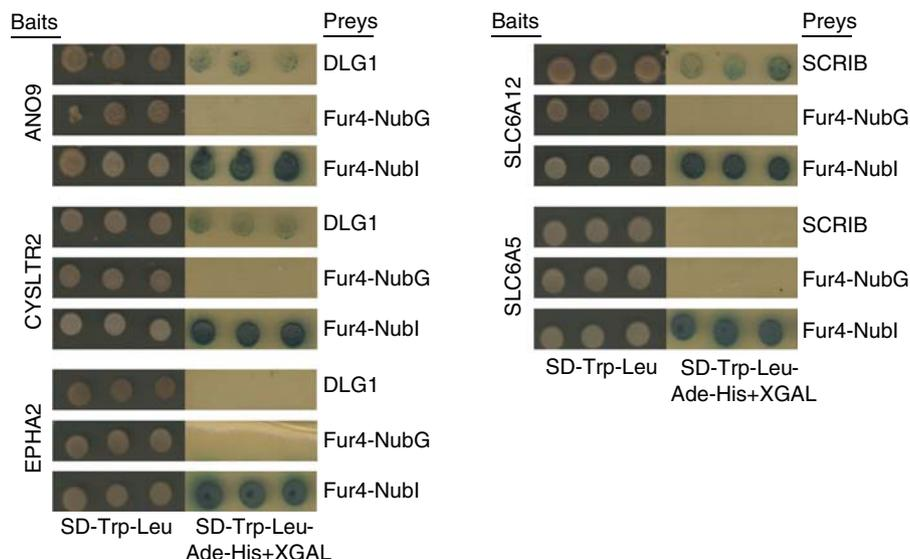 Baits Preys
ANO9
DLG1
Fur4-NubG
Fur4-NubI
CYSLTR2
DLG1
Fur4-NubG
Fur4-NubI
EPHA2
DLG1
Fur4-NubG
Fur4-NubI
SD-Trp-Leu SD-Trp-Leu-
Ade-His+XGAL
Baits Preys
SLC6A12
SCRIB
Fur4-NubG
Fur4-NubI
SLC6A5
SCRIB
Fur4-NubG
Fur4-NubI
SD-Trp-Leu SD-Trp-Leu-
Ade-His+XGAL